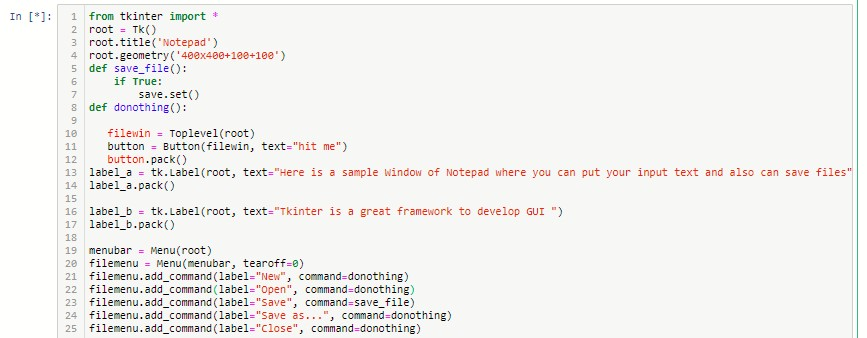 In [*]:
1 from tkinter import *
2 root = Tk()
3 root.title('Notepad')
4 root.geometry('400x400+100+100')
5 def save_file():
6     if True:
7         save.set()
8 def donothing():
9
10    filewin = Toplevel(root)
11    button = Button(filewin, text="hit me")
12    button.pack()
13 label_a = tk.Label(root, text="Here is a sample Window of Notepad where you can put your input text and also can save files"
14 label_a.pack()
15
16 label_b = tk.Label(root, text="Tkinter is a great framework to develop GUI ")
17 label_b.pack()
18
19 menubar = Menu(root)
20 filemenu = Menu(menubar, tearoff=0)
21 filemenu.add_command(label="New", command=donothing)
22 filemenu.add_command(label="Open", command=donothing)
23 filemenu.add_command(label="Save", command=save_file)
24 filemenu.add_command(label="Save as...", command=donothing)
25 filemenu.add_command(label="Close", command=donothing)